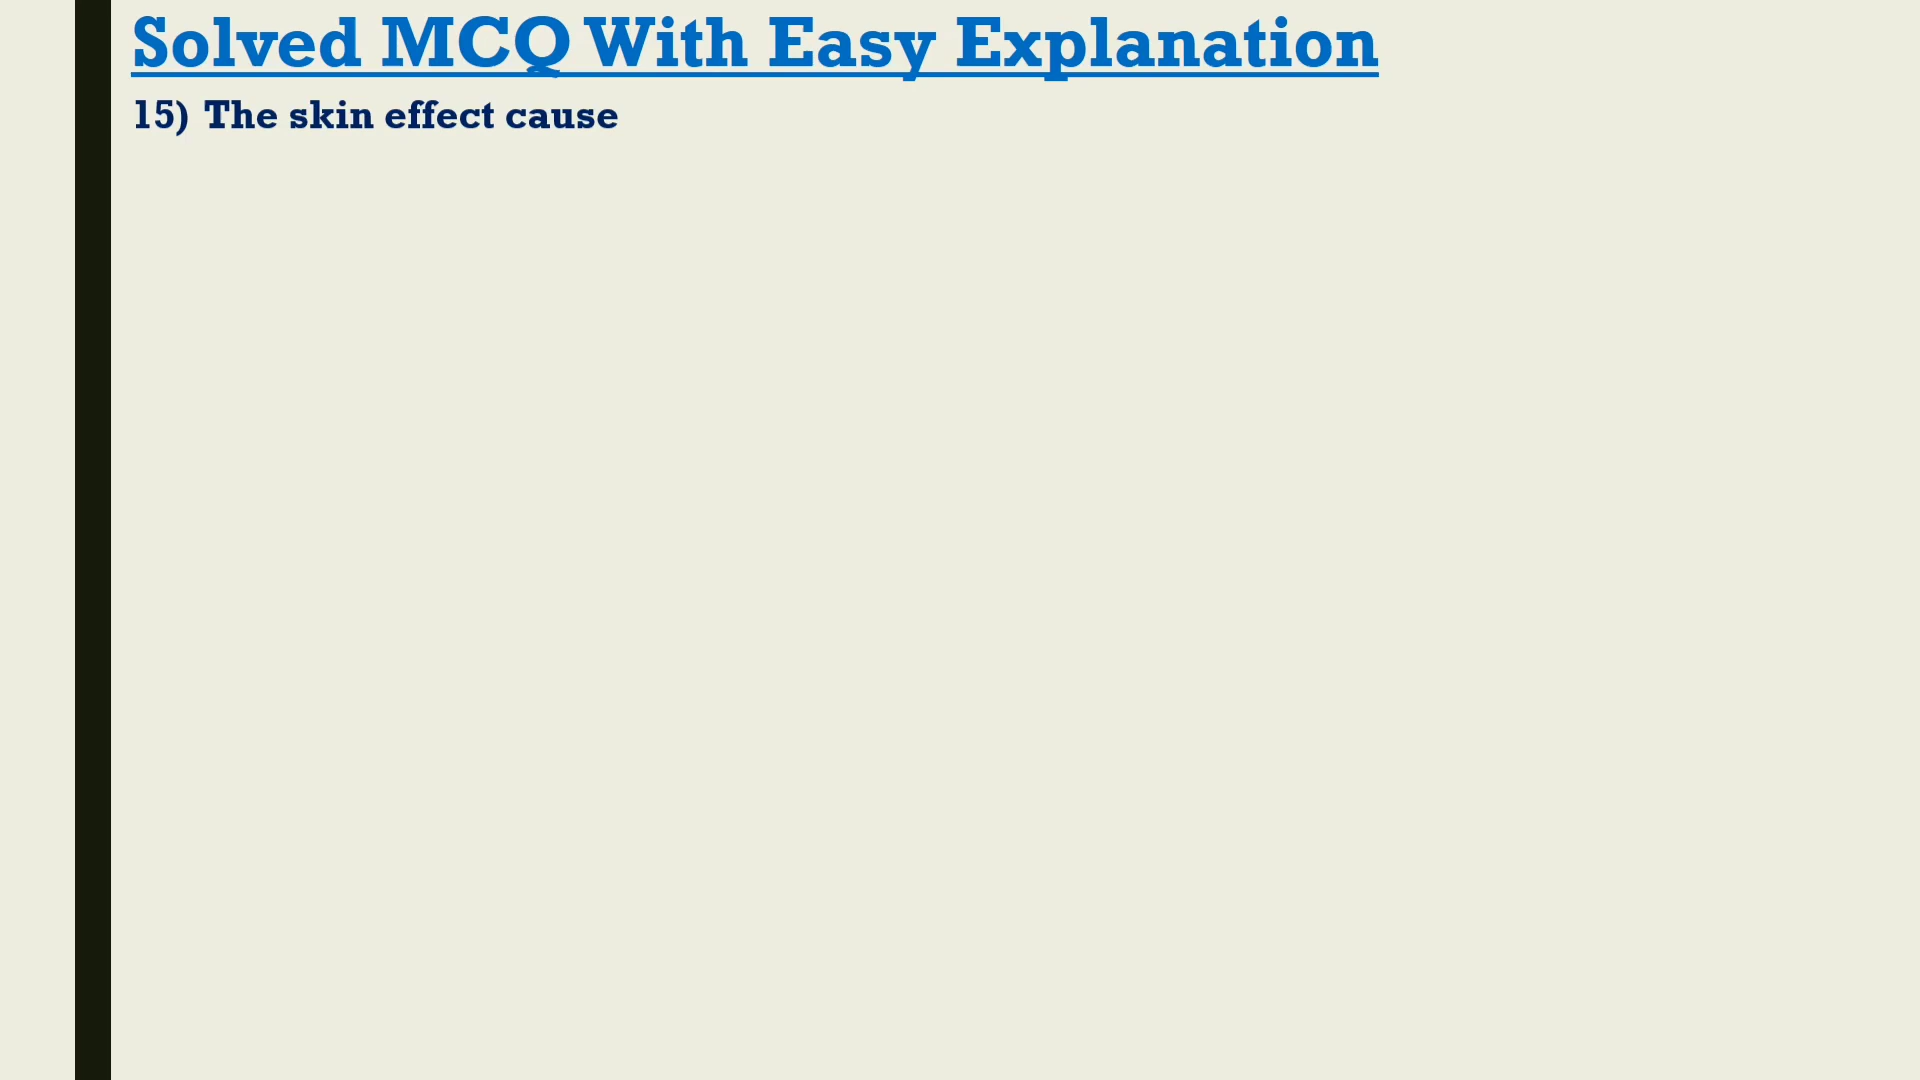 Solved MCQ With Easy Explanation
15) The skin effect cause